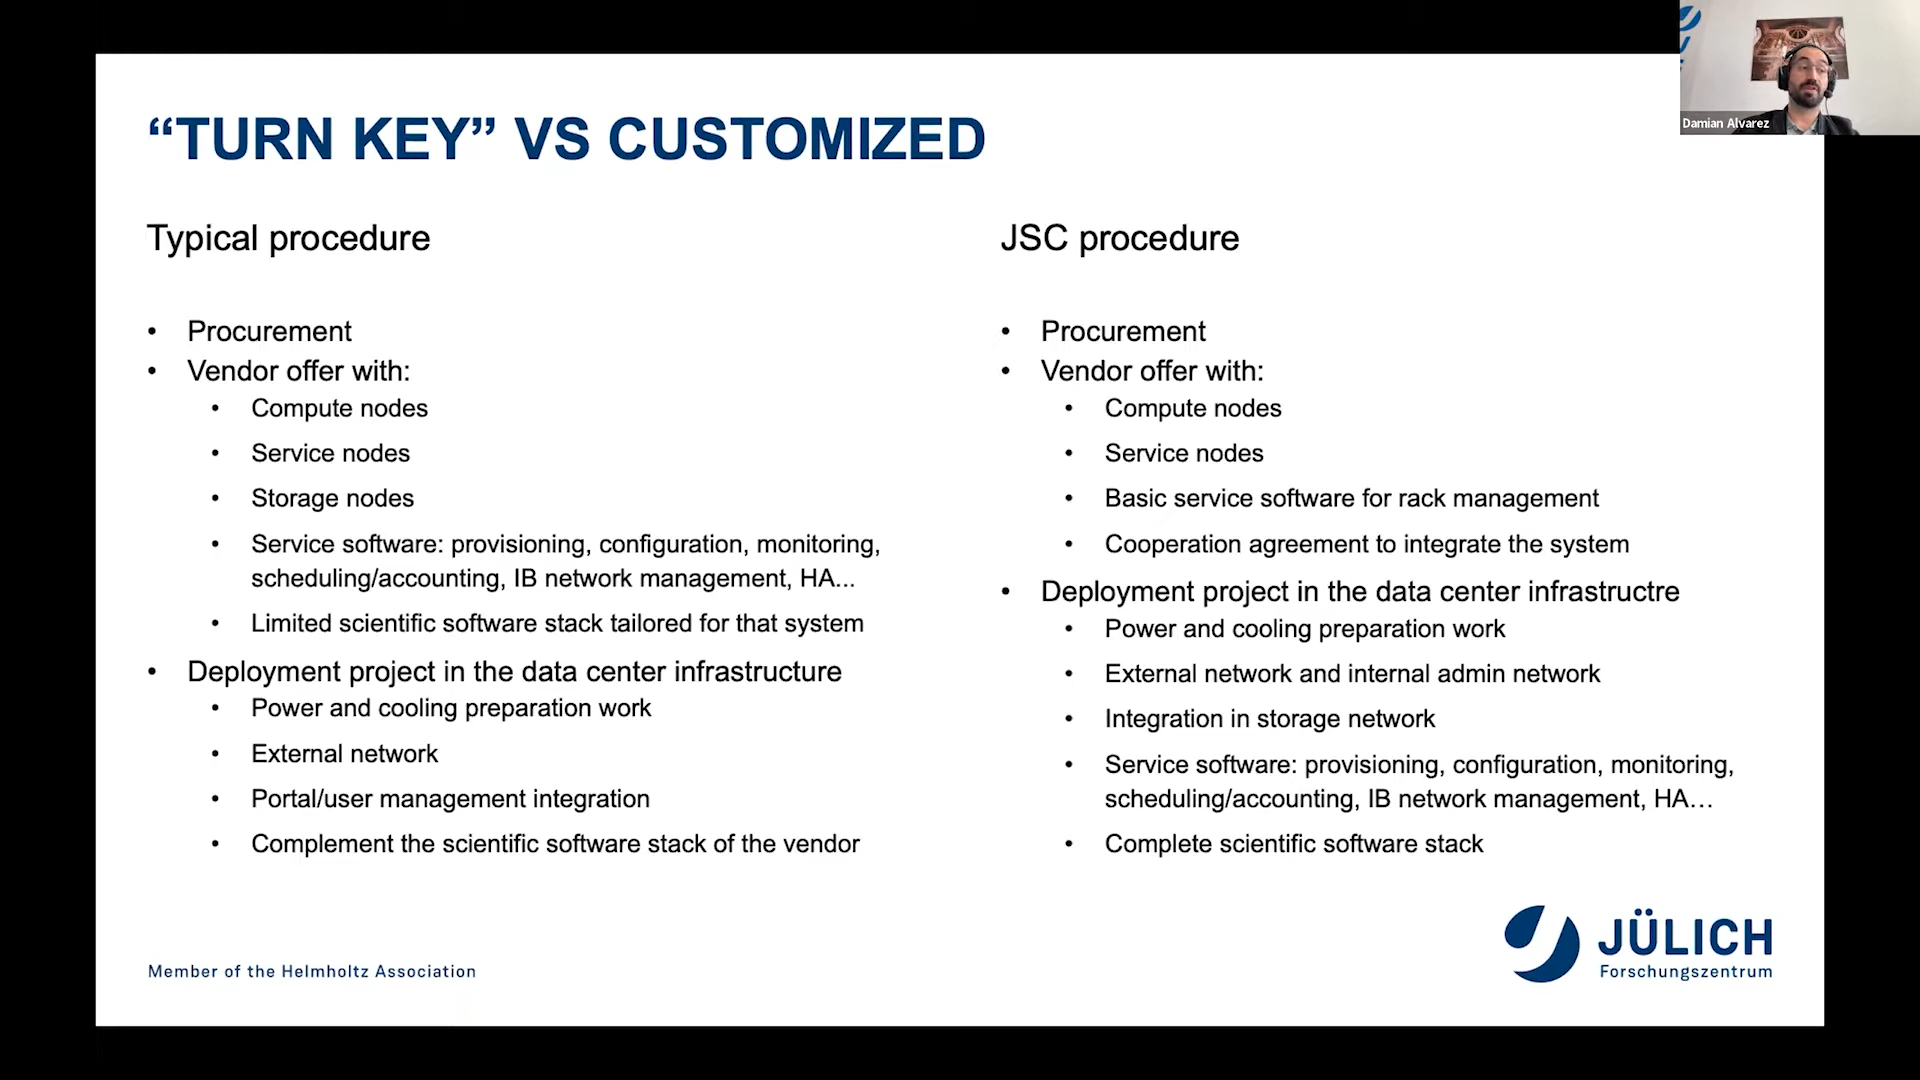 “TURN KEY” VS CUSTOMIZED
Typical procedure
• Procurement
• Vendor offer with:
• Compute nodes
• Service nodes
• Storage nodes
• Service software: provisioning, configuration, monitoring,
scheduling/accounting, IB network management, HA...
• Limited scientific software stack tailored for that system
• Deployment project in the data center infrastructure
• Power and cooling preparation work
• External network
• Portal/user management integration
• Complement the scientific software stack of the vendor
JSC procedure
• Procurement
• Vendor offer with:
• Compute nodes
• Service nodes
• Basic service software for rack management
• Cooperation agreement to integrate the system
• Deployment project in the data center infrastructre
• Power and cooling preparation work
• External network and internal admin network
• Integration in storage network
• Service software: provisioning, configuration, monitoring,
scheduling/accounting, IB network management, HA…
• Complete scientific software stack
Member of the Helmholtz Association
JÜLICH
Forschungszentrum
Damian Alvarez